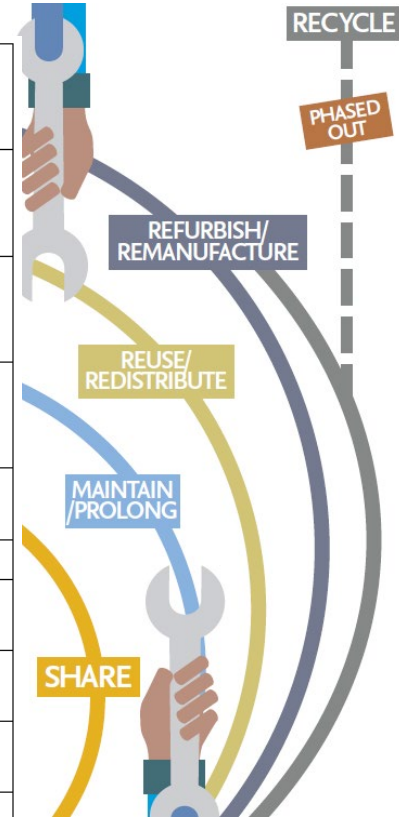 RECYCLE
PHASED
OUT
REFURBISH/
REMANUFACTURE
REUSE/
REDISTRIBUTE
MAINTAIN
/PROLONG
SHARE